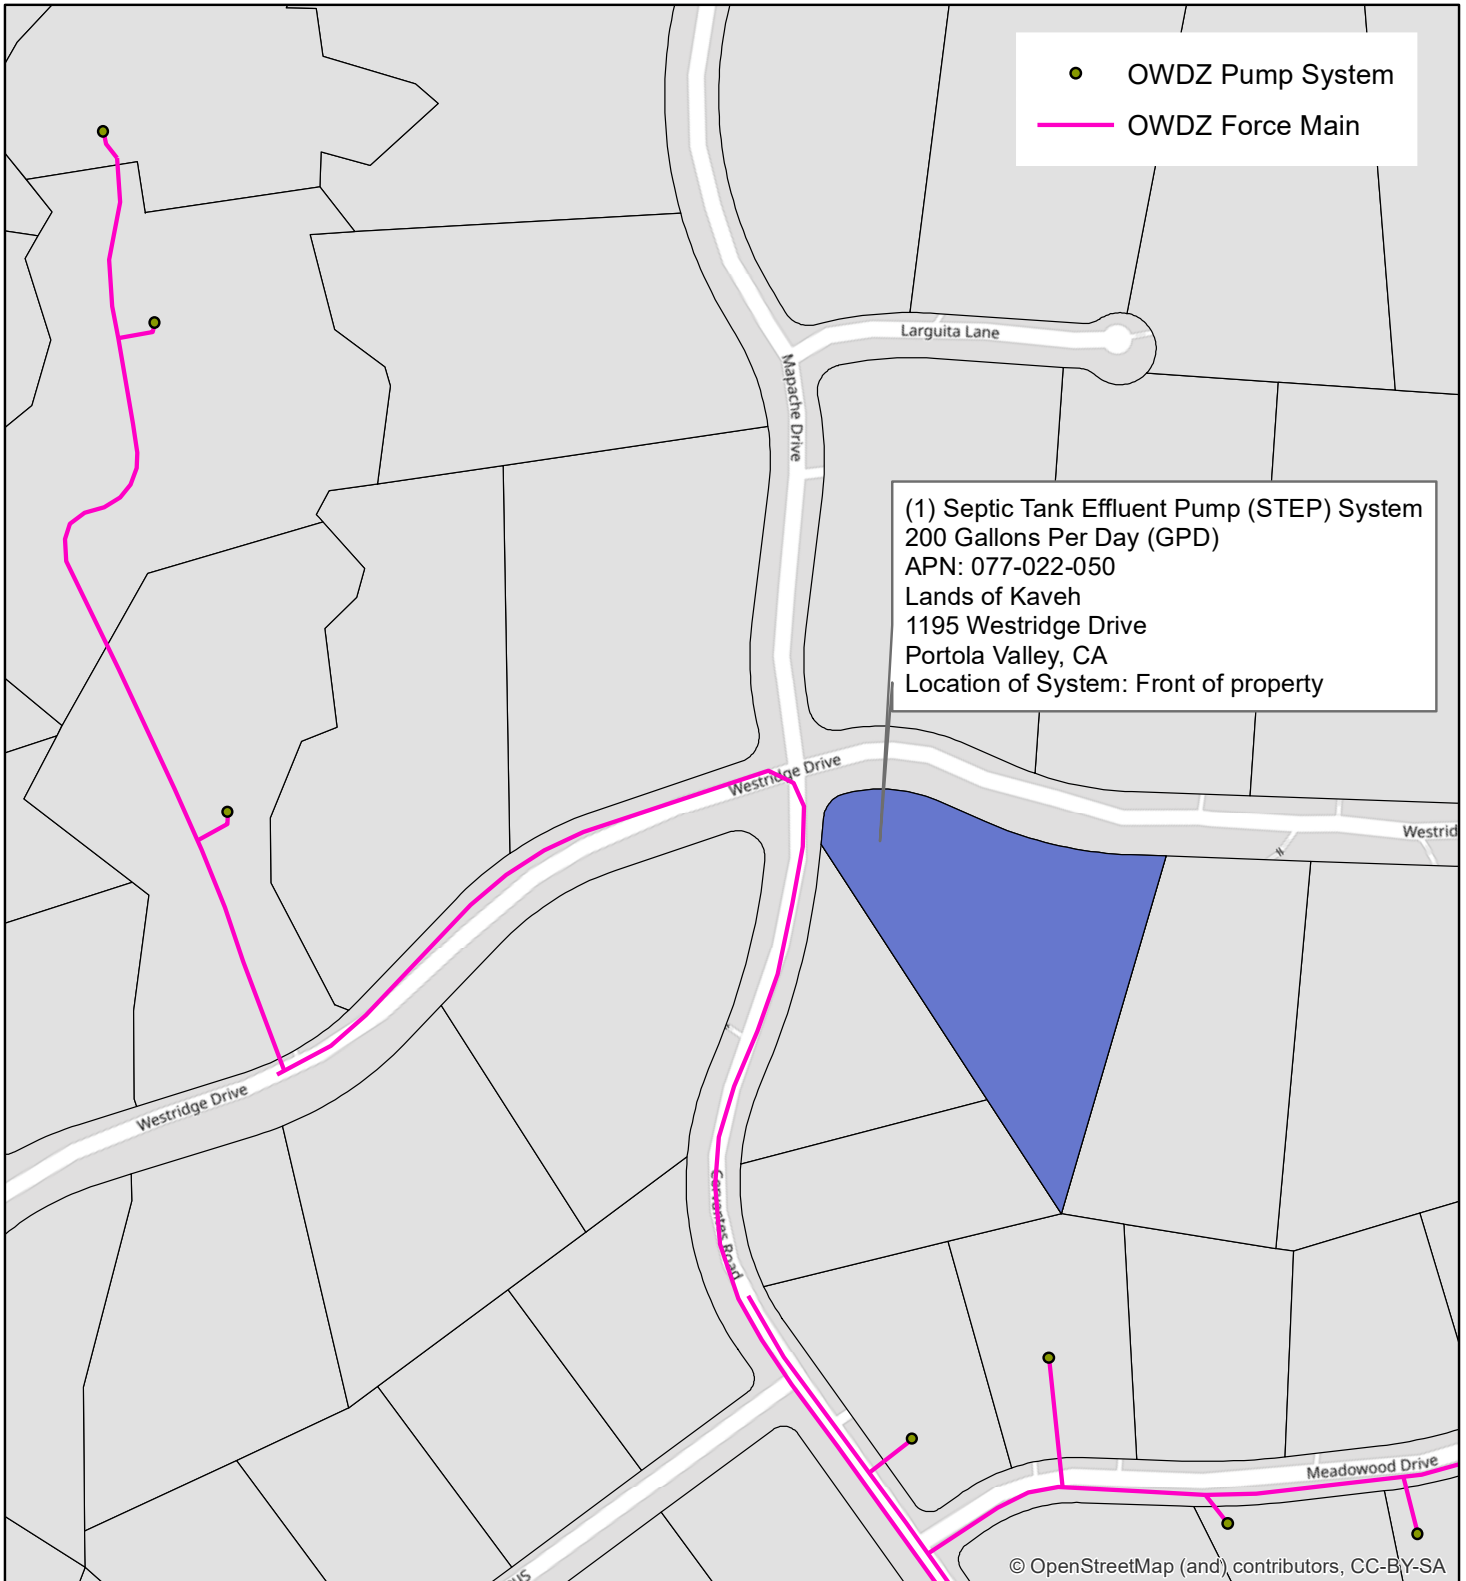 OWDZ Pump System
OWDZ Force Main
Larguita Lane
Mapache Drive
(1) Septic Tank Effluent Pump (STEP) System
200 Gallons Per Day (GPD)
APN: 077-022-050
Lands of Kaveh
1195 Westridge Drive
Portola Valley, CA
Location of System: Front of property
Westridge Drive
Westrid
Westridge Drive
Cervantes Road
Meadowood Drive
us
© OpenStreetMap (and) contributors, CC-BY-SA